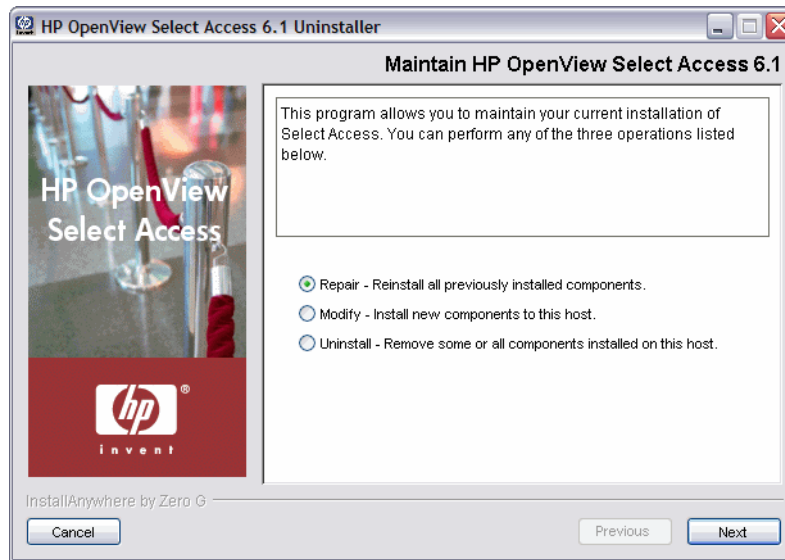 HP OpenView Select Access 6.1 Uninstaller
Maintain HP OpenView Select Access 6.1
This program allows you to maintain your current installation of
Select Access. You can perform any of the three operations listed
below.
HP OpenView
Select Access
Repair - Reinstall all previously installed components.
Modify - Install new components to this host.
Uninstall - Remove some or all components installed on this host.
hp
®
invent
InstallAnywhere by Zero G
Cancel
Previous
Next